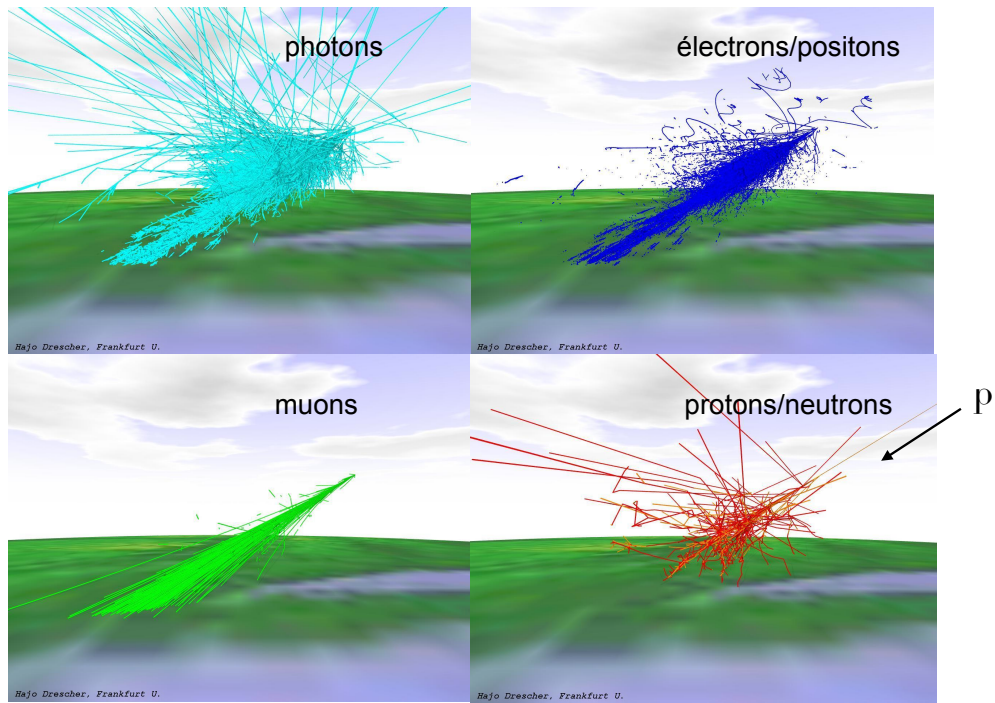 photons
électrons/positons
Hajo Drescher, Frankfurt U.
Hajo Drescher, Frankfurt U.
muons
protons/neutrons
p
Hajo Drescher, Frankfurt U.
Hajo Drescher, Frankfurt U.